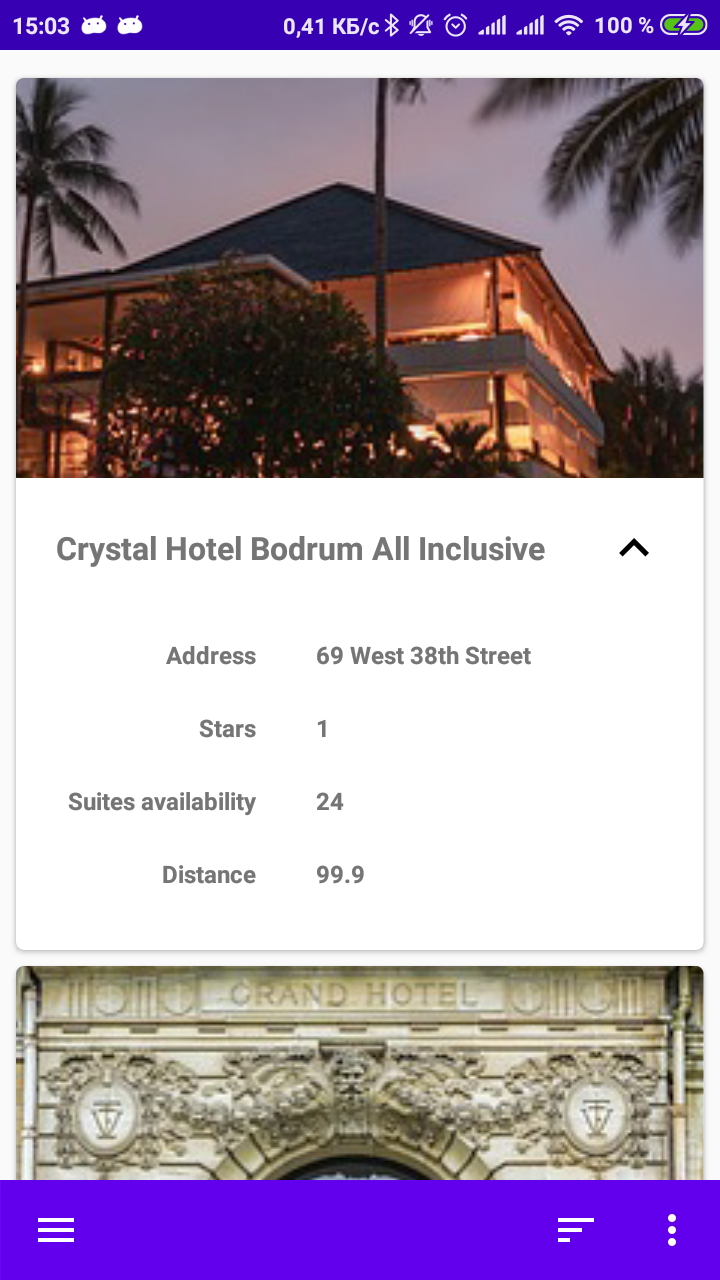 15:03 0,41 КБ/с 100 %
Crystal Hotel Bodrum All Inclusive
Address 69 West 38th Street
Stars 1
Suites availability 24
Distance 99.9
GRAND HOTEL